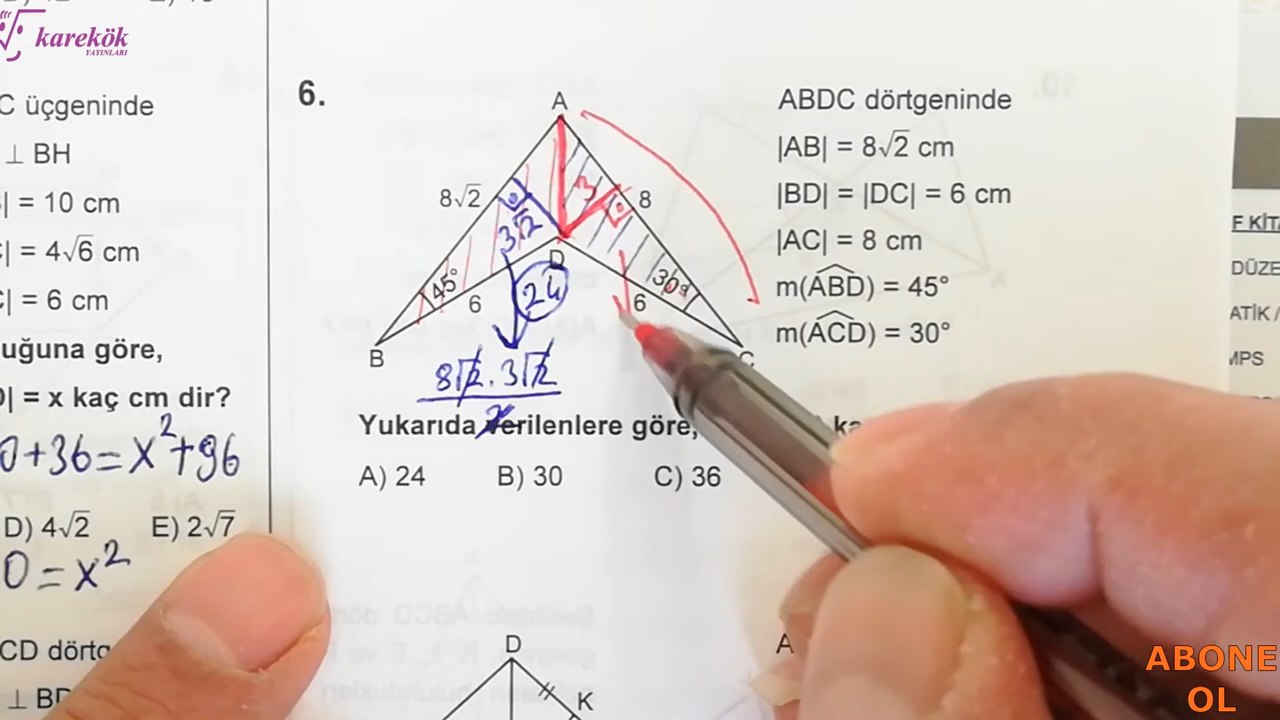 karekök
YAYINLARI
C üçgeninde
⊥ BH
| = 10 cm
| = 4√6 cm
| = 6 cm
uğuna göre,
| = x kaç cm dir?
0+36=x²+96
D) 4√2 E) 2√7
0=x²
CD dörtg
⊥ BD
6.
A
8√2
8
3
3√2
D
45°
30°
6
24
6
B
C
8√2.3√2
2
Yukarıda verilenlere göre,
A) 24 B) 30 C) 36
ABDC dörtgeninde
|AB| = 8√2 cm
|BD| = |DC| = 6 cm
|AC| = 8 cm
m(ABD) = 45°
m(ACD) = 30°
D
K
A
10.
F KİT
DÜZE
ATİK /
MPS
ABONE
OL